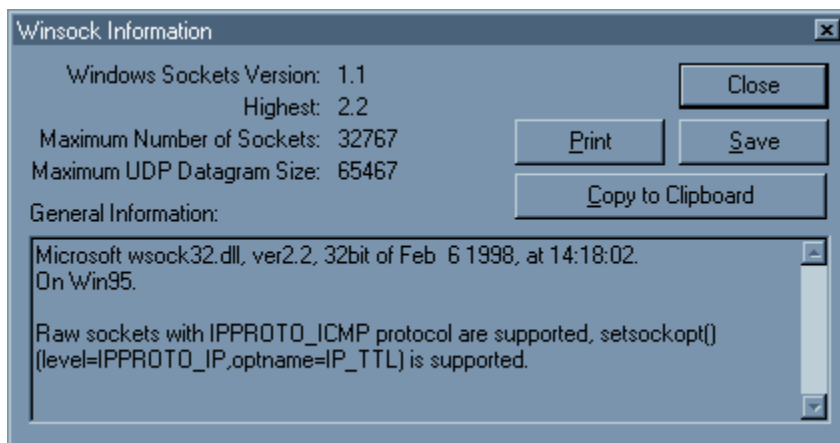 Winsock Information
Windows Sockets Version: 1.1
Close
Highest: 2.2
Maximum Number of Sockets: 32767
Print
Save
Maximum UDP Datagram Size: 65467
Copy to Clipboard
General Information:
Microsoft wsock32.dll, ver2.2, 32bit of Feb  6 1998, at 14:18:02.
On Win95.
Raw sockets with IPPROTO_ICMP protocol are supported, setsockopt()
(level=IPPROTO_IP,optname=IP_TTL) is supported.